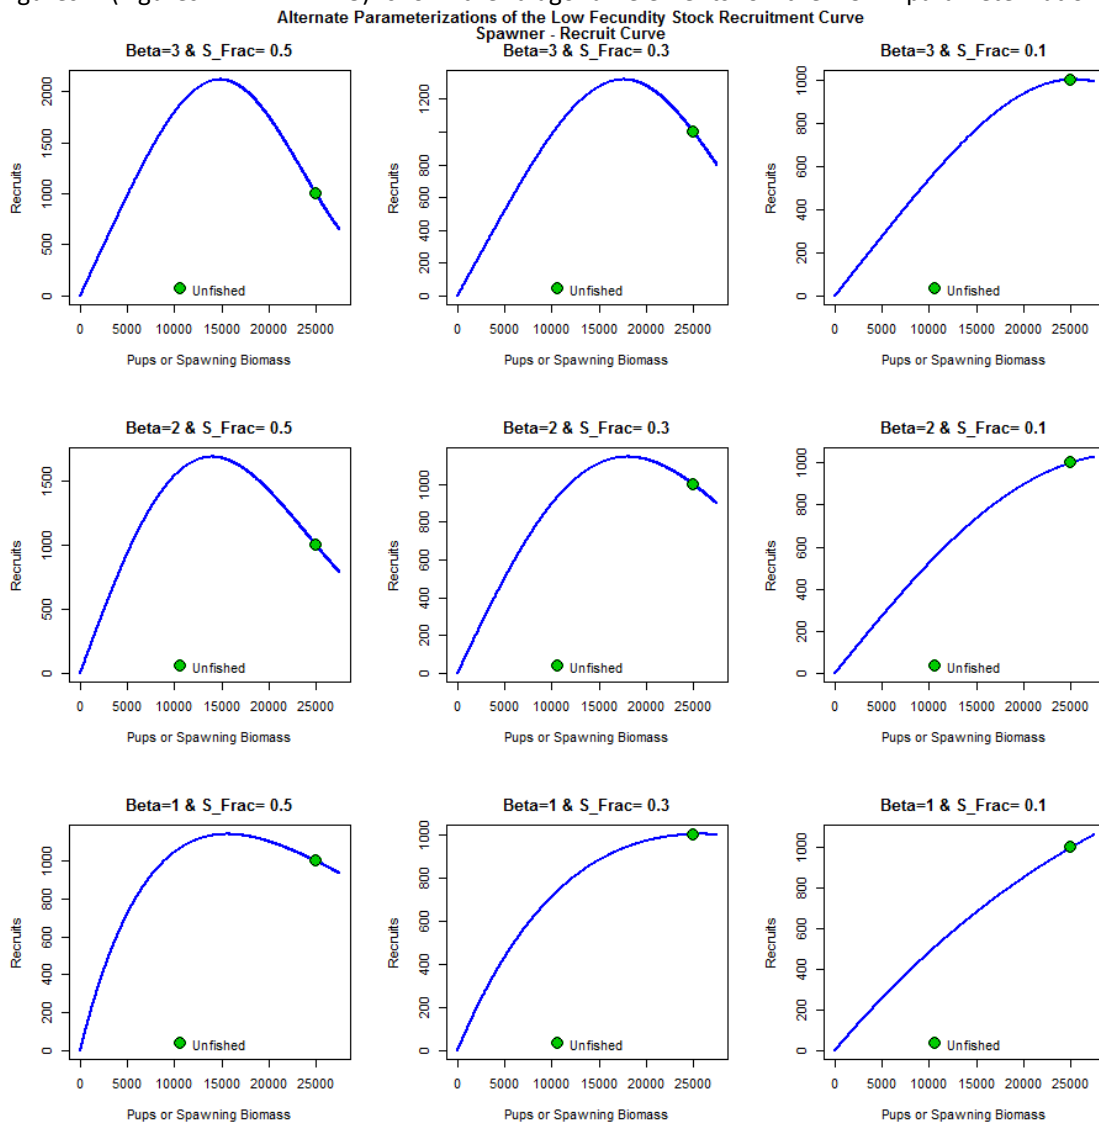 Alternate Parameterizations of the Low Fecundity Stock Recruitment Curve
Spawner - Recruit Curve
Beta=3 & S_Frac= 0.5
Recruits
0 500 1000 1500 2000
Unfished
0 5000 10000 15000 20000 25000
Pups or Spawning Biomass
Beta=3 & S_Frac= 0.3
Recruits
0 200 400 600 800 1200
Unfished
0 5000 10000 15000 20000 25000
Pups or Spawning Biomass
Beta=3 & S_Frac= 0.1
Recruits
0 200 400 600 800 1000
Unfished
0 5000 10000 15000 20000 25000
Pups or Spawning Biomass
Beta=2 & S_Frac= 0.5
Recruits
0 500 1000 1500
Unfished
0 5000 10000 15000 20000 25000
Pups or Spawning Biomass
Beta=2 & S_Frac= 0.3
Recruits
0 200 400 600 800 1000
Unfished
0 5000 10000 15000 20000 25000
Pups or Spawning Biomass
Beta=2 & S_Frac= 0.1
Recruits
0 200 400 600 800 1000
Unfished
0 5000 10000 15000 20000 25000
Pups or Spawning Biomass
Beta=1 & S_Frac= 0.5
Recruits
0 200 400 600 800 1000
Unfished
0 5000 10000 15000 20000 25000
Pups or Spawning Biomass
Beta=1 & S_Frac= 0.3
Recruits
0 200 400 600 800 1000
Unfished
0 5000 10000 15000 20000 25000
Pups or Spawning Biomass
Beta=1 & S_Frac= 0.1
Recruits
0 200 400 600 800 1000
Unfished
0 5000 10000 15000 20000 25000
Pups or Spawning Biomass